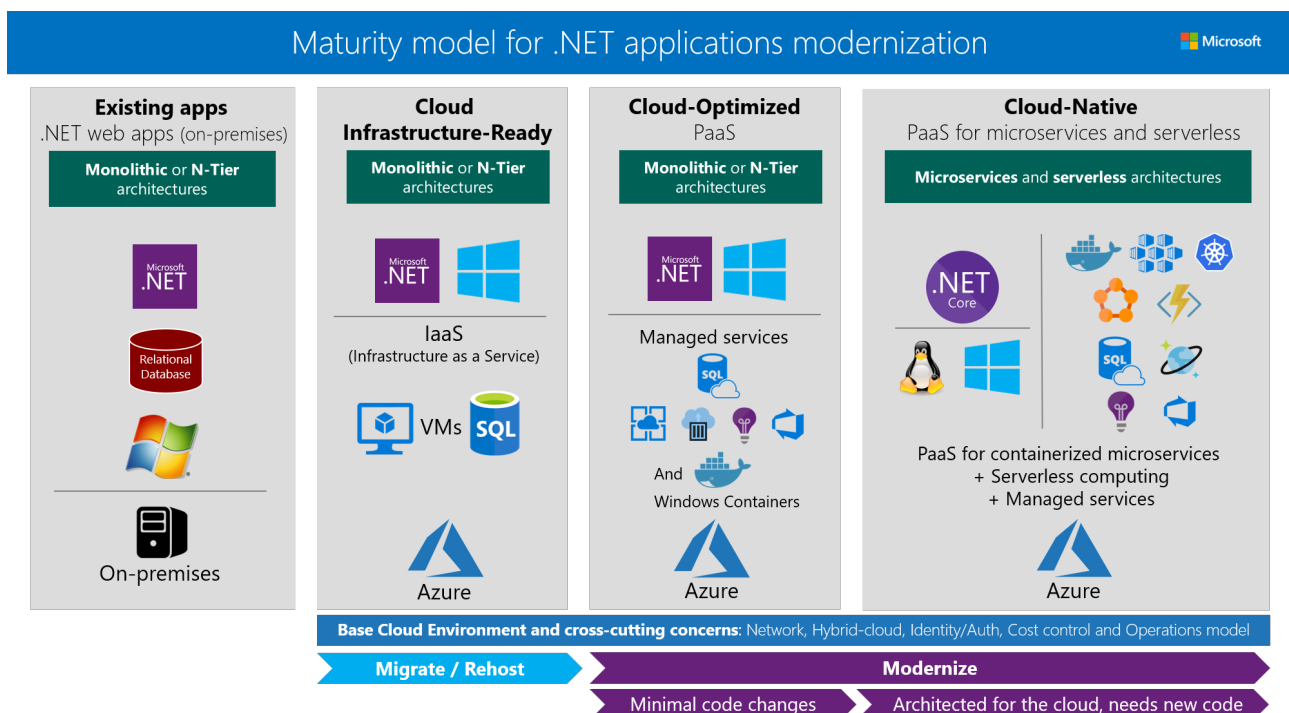 Maturity model for .NET applications modernization
Microsoft
Existing apps
.NET web apps (on-premises)
Monolithic or N-Tier
architectures
Microsoft
.NET
Relational
Database
On-premises
Cloud
Infrastructure-Ready
Monolithic or N-Tier
architectures
Microsoft
.NET
IaaS
(Infrastructure as a Service)
VMs
SQL
Azure
Cloud-Optimized
PaaS
Monolithic or N-Tier
architectures
Microsoft
.NET
Managed services
SQL
And
Windows Containers
Azure
Cloud-Native
PaaS for microservices and serverless
Microservices and serverless architectures
.NET
Core
SQL
PaaS for containerized microservices
+ Serverless computing
+ Managed services
Azure
Base Cloud Environment and cross-cutting concerns: Network, Hybrid-cloud, Identity/Auth, Cost control and Operations model
Migrate / Rehost
Modernize
Minimal code changes
Architected for the cloud, needs new code